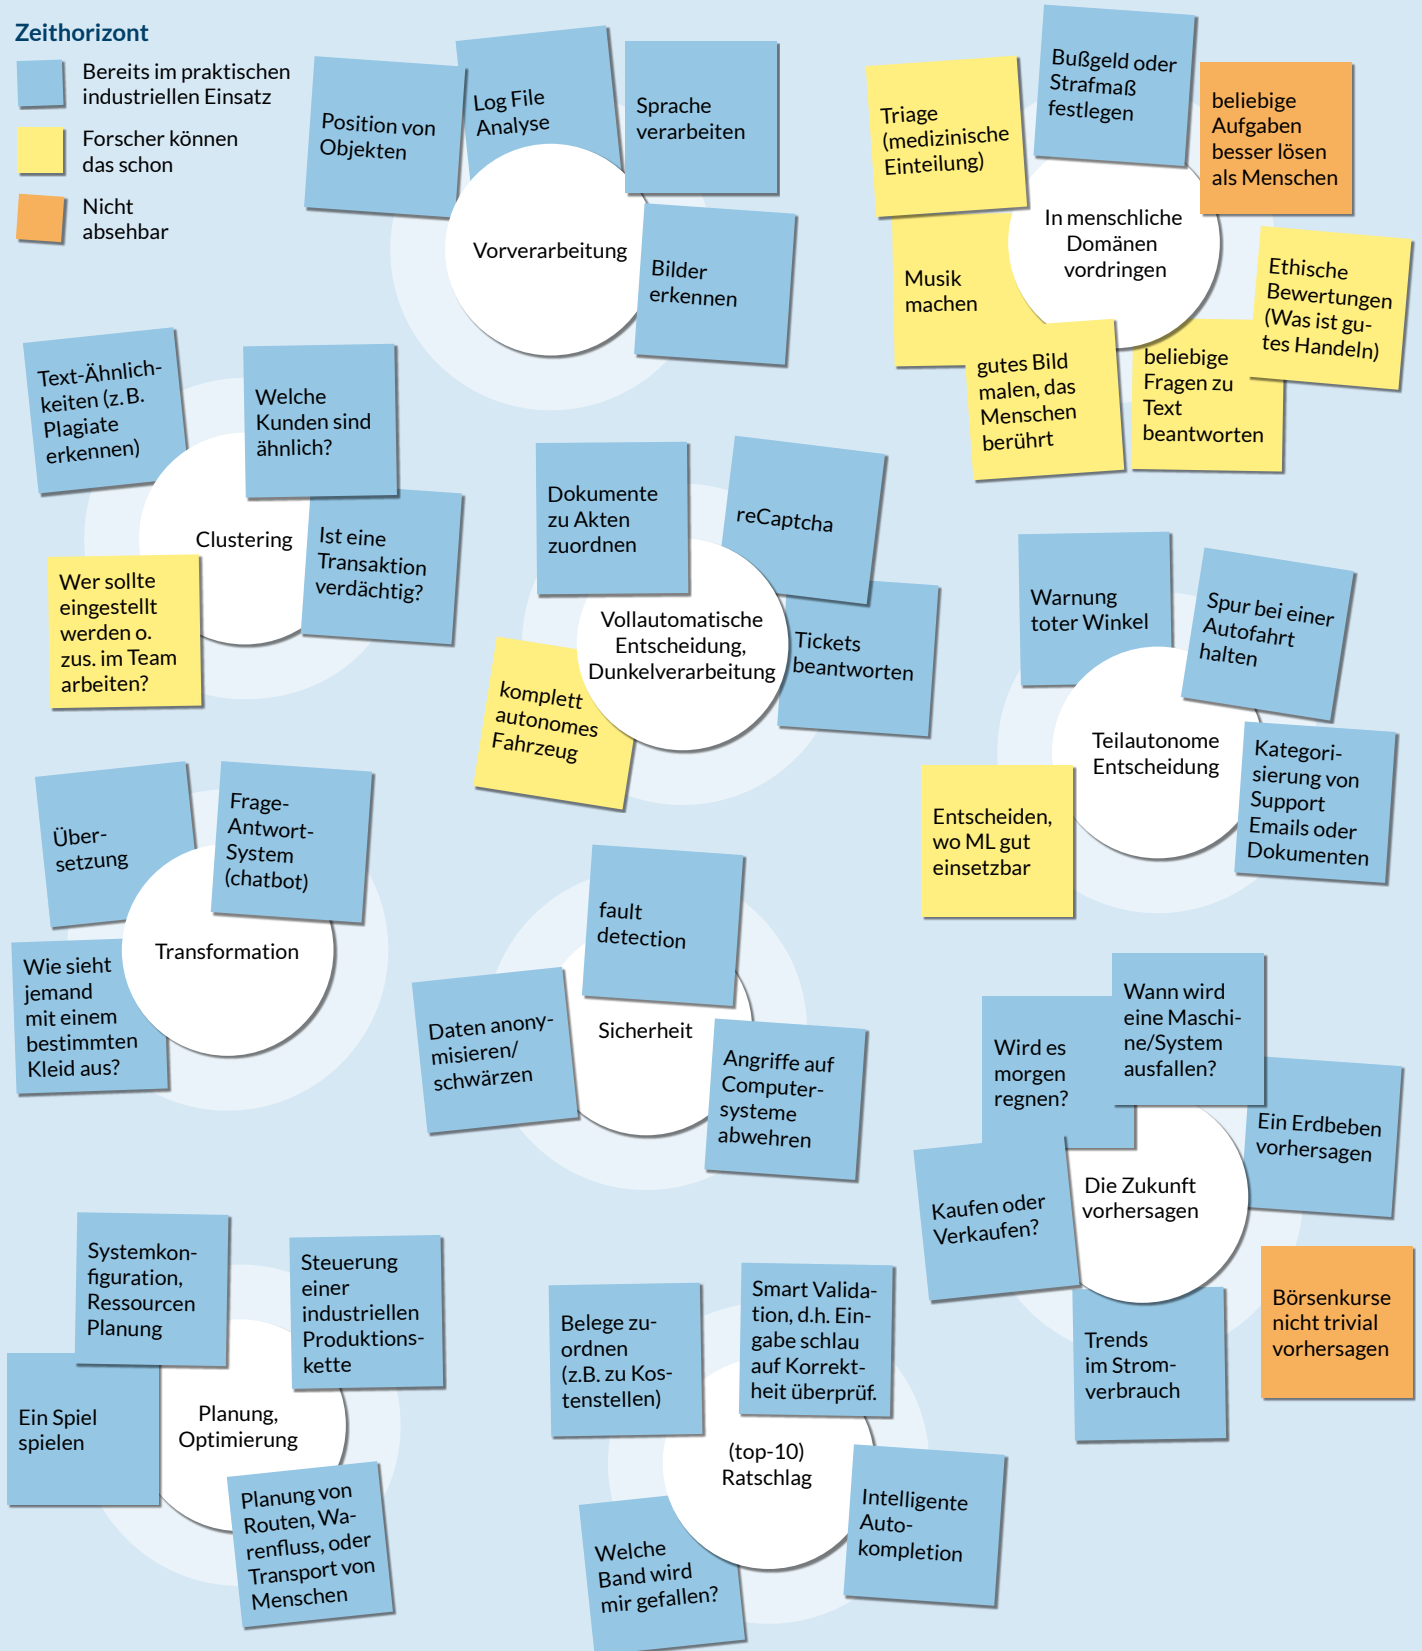 Zeithorizont
Bereits im praktischen
industriellen Einsatz
Forscher können
das schon
Nicht
absehbar
Position von
Objekten
Log File
Analyse
Sprache
verarbeiten
Vorverarbeitung
Bilder
erkennen
Triage
(medizinische
Einteilung)
Bußgeld oder
Strafmaß
festlegen
beliebige
Aufgaben
besser lösen
als Menschen
In menschliche
Domänen
vordringen
Musik
machen
Ethische
Bewertungen
(Was ist gu-
tes Handeln)
gutes Bild
malen, das
Menschen
berührt
beliebige
Fragen zu
Text
beantworten
Text-Ähnlich-
keiten (z. B.
Plagiate
erkennen)
Welche
Kunden sind
ähnlich?
Clustering
Ist eine
Transaktion
verdächtig?
Wer sollte
eingestellt
werden o.
zus. im Team
arbeiten?
Dokumente
zu Akten
zuordnen
reCaptcha
Vollautomatische
Entscheidung,
Dunkelverarbeitung
Tickets
beantworten
komplett
autonomes
Fahrzeug
Warnung
toter Winkel
Spur bei einer
Autofahrt
halten
Teilautonome
Entscheidung
Kategori-
sierung von
Support
Emails oder
Dokumenten
Entscheiden,
wo ML gut
einsetzbar
Über-
setzung
Frage-
Antwort-
System
(chatbot)
Transformation
Wie sieht
jemand
mit einem
bestimmten
Kleid aus?
fault
detection
Daten anony-
misieren/
schwärzen
Sicherheit
Angriffe auf
Computer-
systeme
abwehren
Wird es
morgen
regnen?
Wann wird
eine Maschi-
ne/System
ausfallen?
Ein Erdbeben
vorhersagen
Kaufen oder
Verkaufen?
Die Zukunft
vorhersagen
Trends
im Strom-
verbrauch
Börsenkurse
nicht trivial
vorhersagen
Systemkon-
figuration,
Ressourcen
Planung
Steuerung
einer
industriellen
Produktions-
kette
Ein Spiel
spielen
Planung,
Optimierung
Planung von
Routen, Wa-
renfluss, oder
Transport von
Menschen
Belege zu-
ordnen
(z.B. zu Kos-
tenstellen)
Smart Valida-
tion, d.h. Ein-
gabe schlau
auf Korrekt-
heit überprüf.
(top-10)
Ratschlag
Welche
Band wird
mir gefallen?
Intelligente
Auto-
kompletion